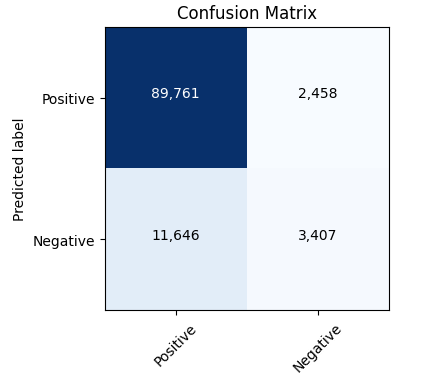 Confusion Matrix
Predicted label
Positive
89,761 2,458
Negative
11,646 3,407
Positive Negative